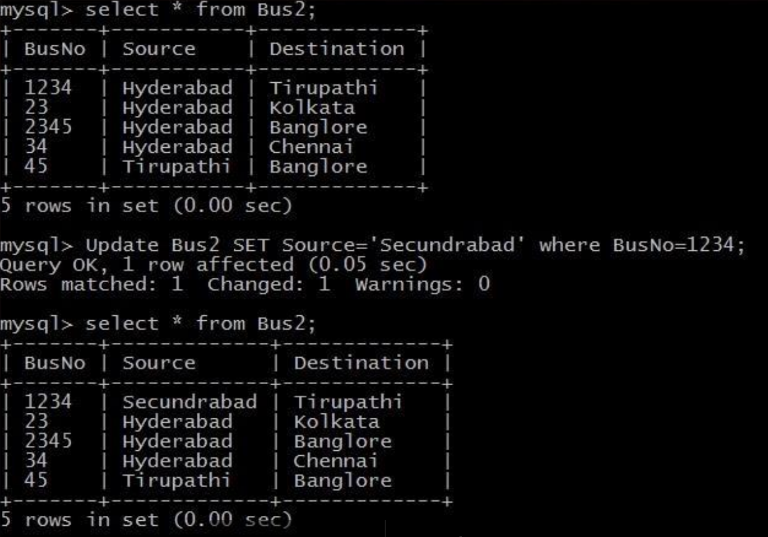 mysql> select * from Bus2;
+-------+-----------+-------------+
| BusNo | Source    | Destination |
+-------+-----------+-------------+
| 1234  | Hyderabad | Tirupathi   |
| 23    | Hyderabad | Kolkata     |
| 2345  | Hyderabad | Banglore    |
| 34    | Hyderabad | Chennai     |
| 45    | Tirupathi | Banglore    |
+-------+-----------+-------------+
5 rows in set (0.00 sec)
mysql> Update Bus2 SET Source='Secundrabad' where BusNo=1234;
Query OK, 1 row affected (0.05 sec)
Rows matched: 1  Changed: 1  Warnings: 0
mysql> select * from Bus2;
+-------+-------------+-------------+
| BusNo | Source      | Destination |
+-------+-------------+-------------+
| 1234  | Secundrabad | Tirupathi   |
| 23    | Hyderabad   | Kolkata     |
| 2345  | Hyderabad   | Banglore    |
| 34    | Hyderabad   | Chennai     |
| 45    | Tirupathi   | Banglore    |
+-------+-------------+-------------+
5 rows in set (0.00 sec)